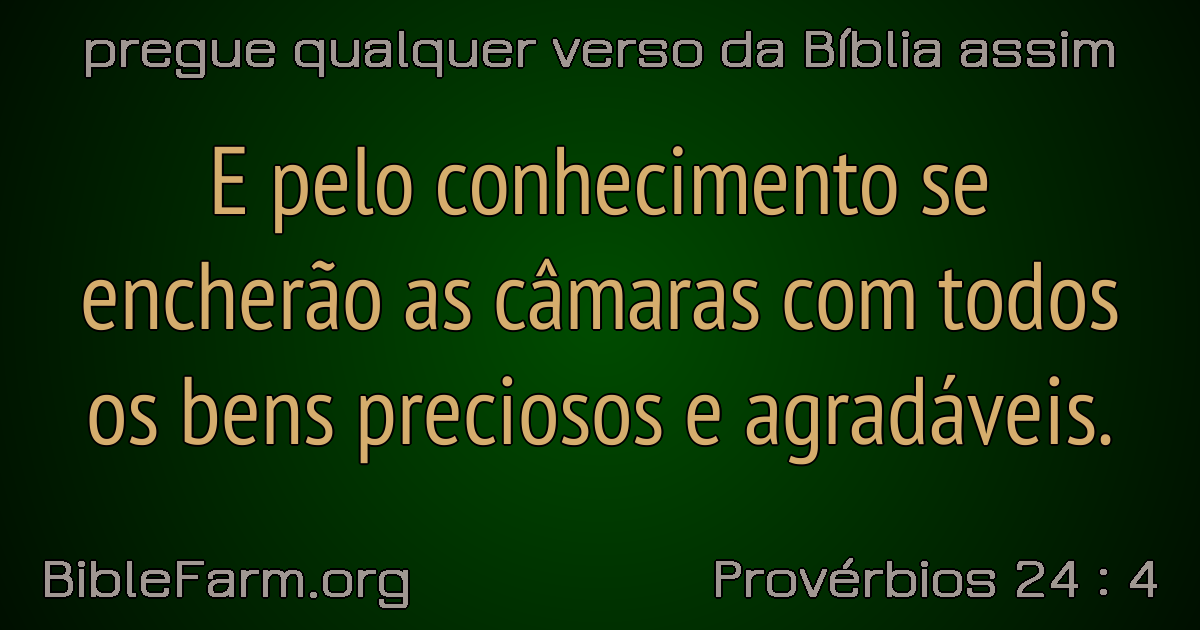 pregue qualquer verso da Bíblia assim
E pelo conhecimento se
encherão as câmaras com todos
os bens preciosos e agradáveis.
BibleFarm.org
Provérbios 24 : 4